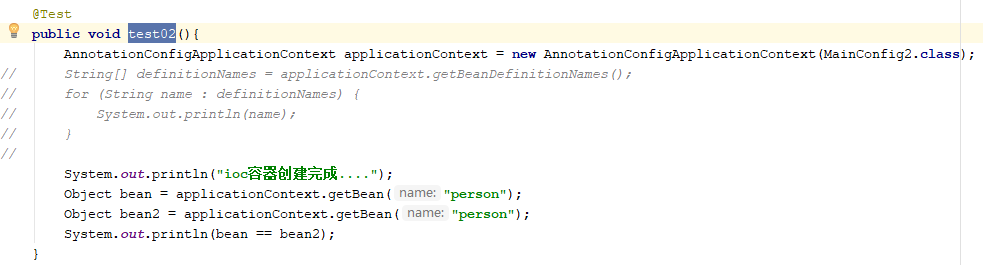 @Test
public void test02(){
    AnnotationConfigApplicationContext applicationContext = new AnnotationConfigApplicationContext(MainConfig2.class);
//      String[] definitionNames = applicationContext.getBeanDefinitionNames();
//      for (String name : definitionNames) {
//          System.out.println(name);
//      }
//
    System.out.println("ioc容器创建完成....");
    Object bean = applicationContext.getBean( name: "person");
    Object bean2 = applicationContext.getBean( name: "person");
    System.out.println(bean == bean2);
}